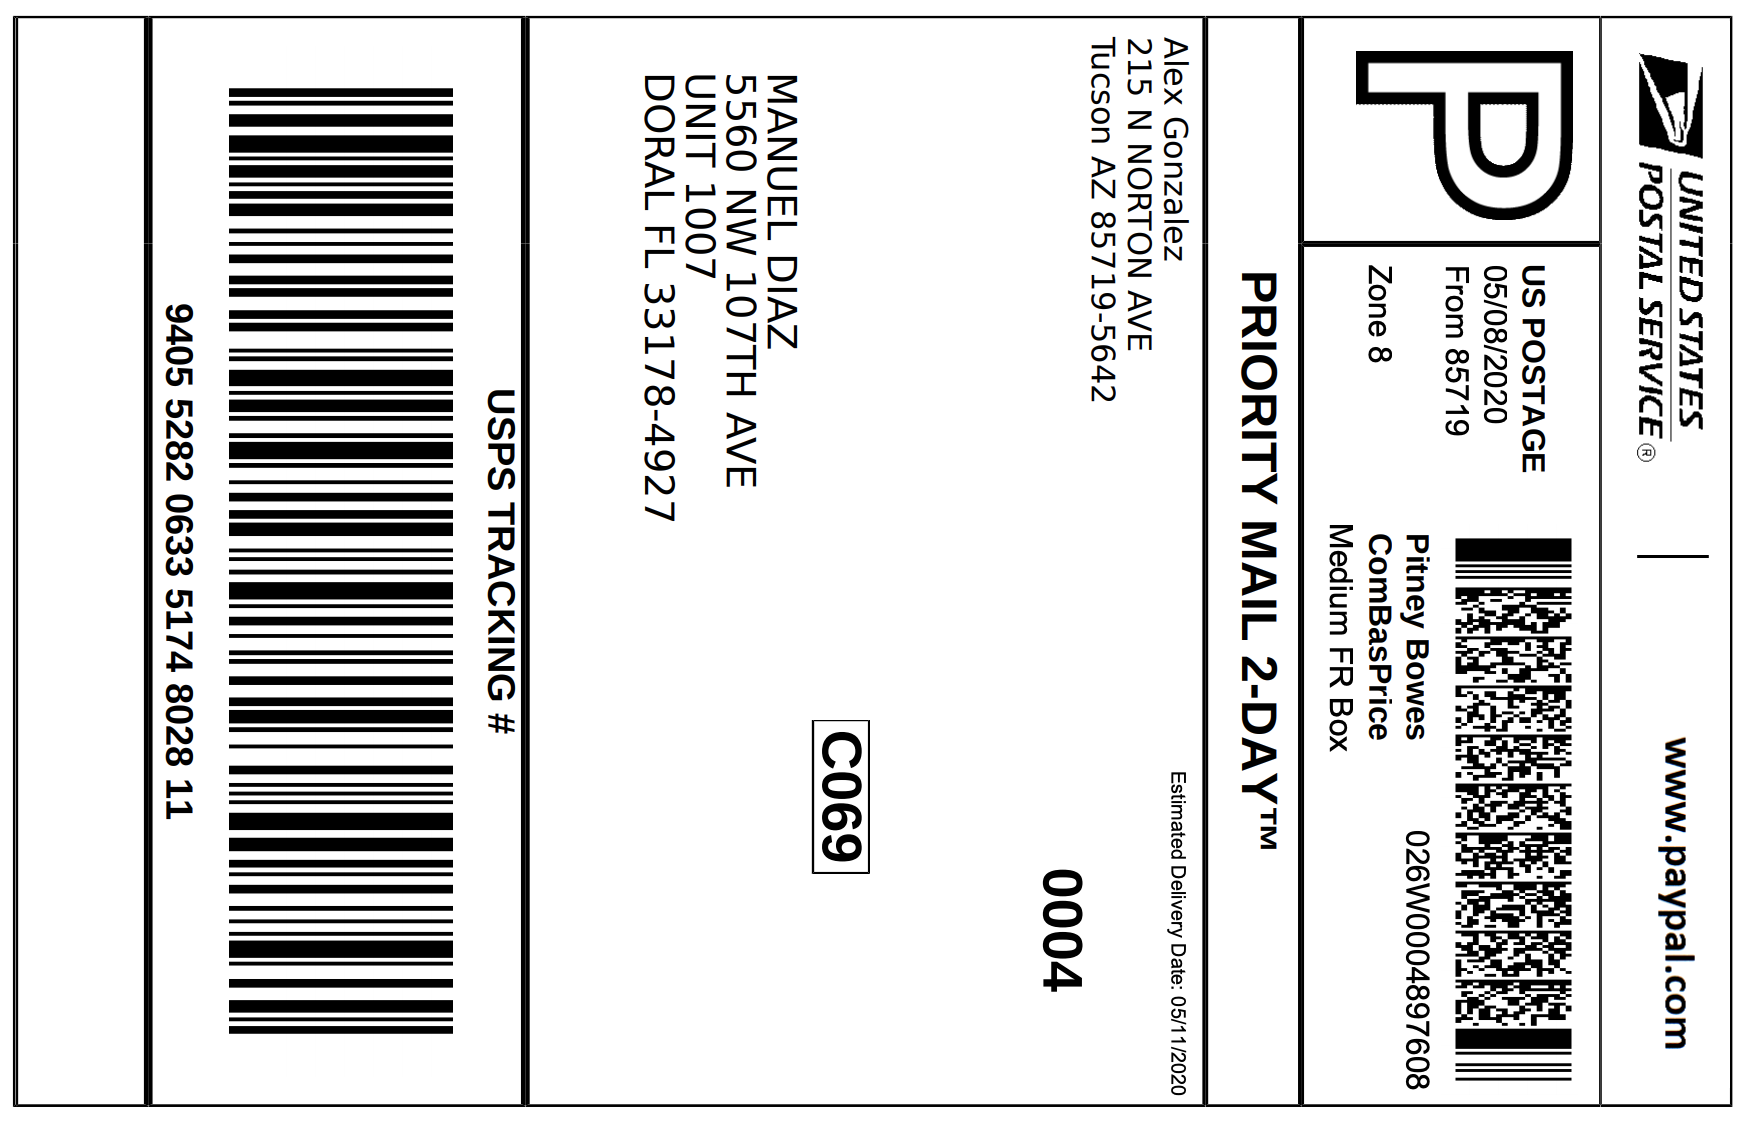 UNITED STATES
POSTAL SERVICE®
www.paypal.com
P
US POSTAGE
05/08/2020
From 85719
Zone 8
Pitney Bowes
ComBasPrice
Medium FR Box
026W0004897608
PRIORITY MAIL 2-DAY™
Alex Gonzalez
215 N NORTON AVE
Tucson AZ 85719-5642
Estimated Delivery Date: 05/11/2020
0004
C069
MANUEL DIAZ
5560 NW 107TH AVE
UNIT 1007
DORAL FL 33178-4927
USPS TRACKING #
9405 5282 0633 5174 8028 11